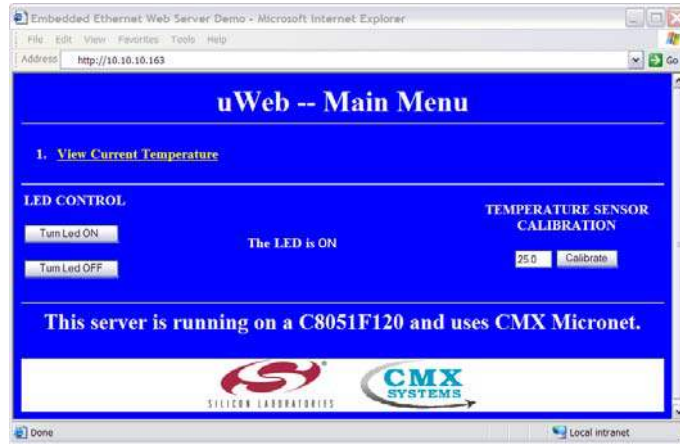 Embedded Ethernet Web Server Demo - Microsoft Internet Explorer
File Edit View Favorites Tools Help
Address http://10.10.10.163 Go
uWeb -- Main Menu
1. View Current Temperature
LED CONTROL
Turn Led ON
Turn Led OFF
The LED is ON
TEMPERATURE SENSOR
CALIBRATION
25.0 Calibrate
This server is running on a C8051F120 and uses CMX Micronet.
SILICON LABORATORIES
CMX
SYSTEMS
Done Local intranet